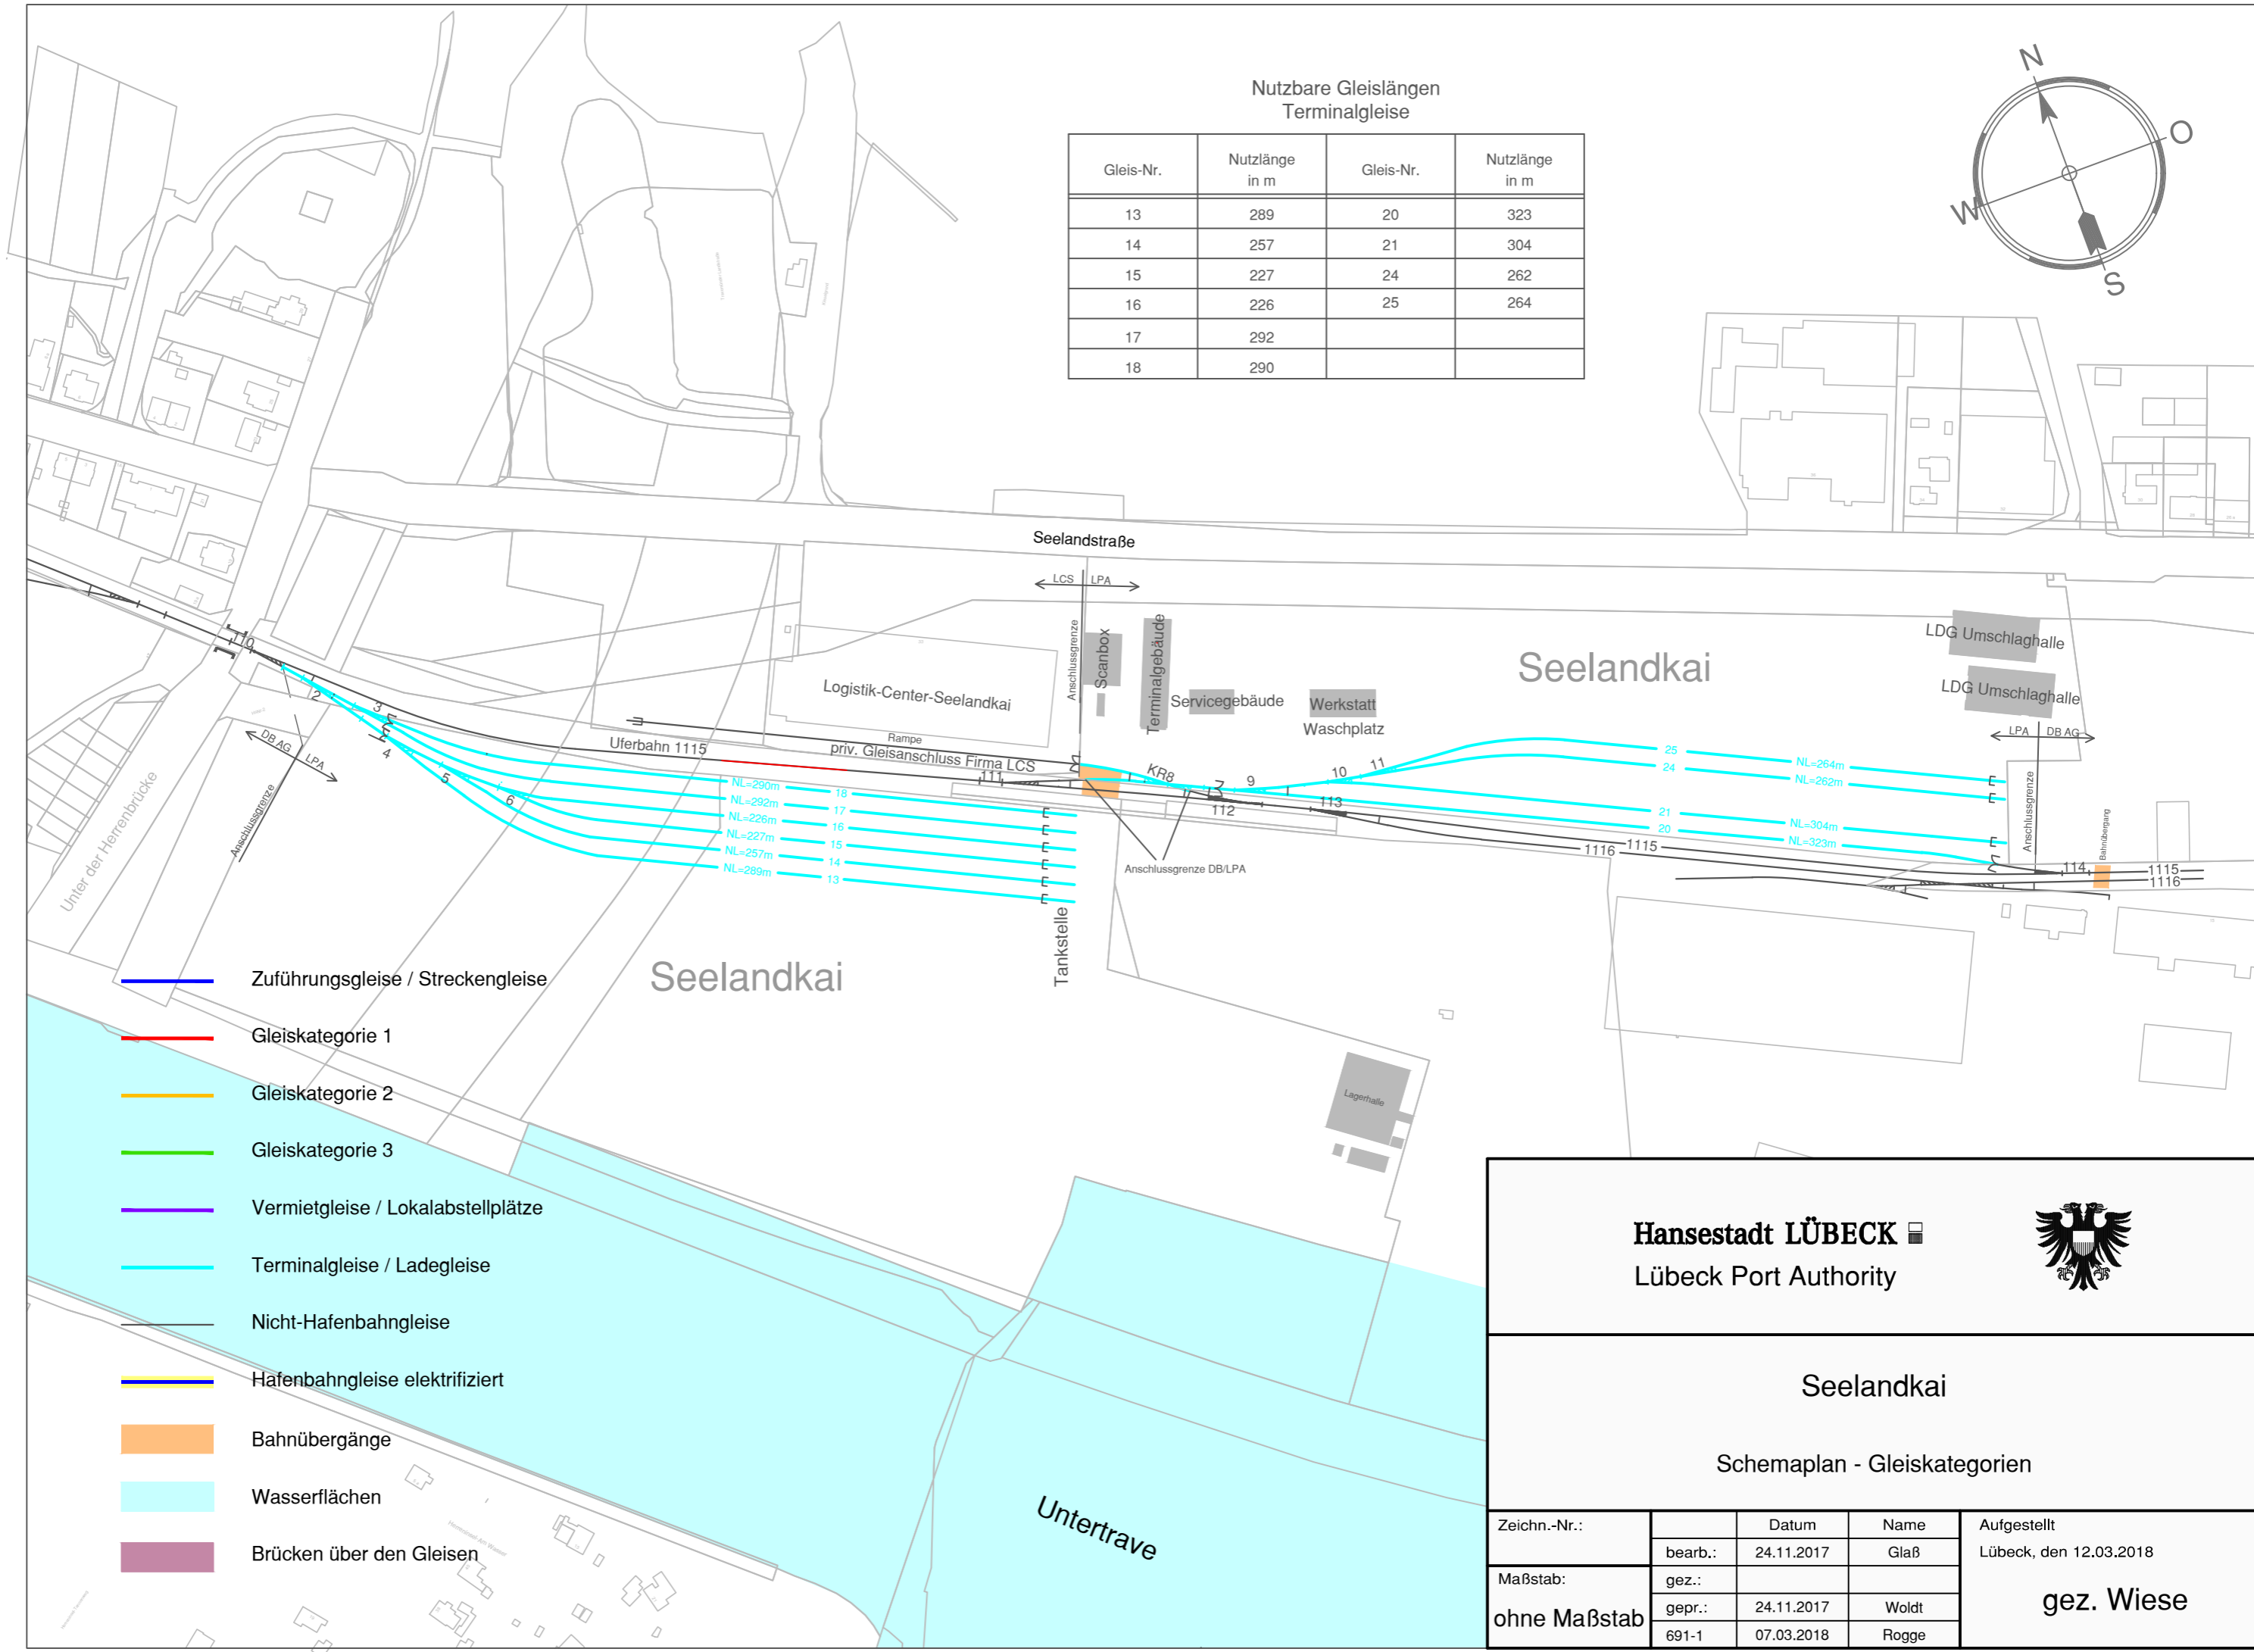 Nutzbare Gleislängen
Terminalgleise
Gleis-Nr. Nutzlänge in m Gleis-Nr. Nutzlänge in m
13 289 20 323
14 257 21 304
15 227 24 262
16 226 25 264
17 292
18 290
N
O
W
S
Seelandstraße
LCS LPA
Anschlussgrenze
Scanbox
Terminalgebäude
Servicegebäude
Werkstatt
Waschplatz
Seelandkai
LDG Umschlaghalle
LDG Umschlaghalle
LPA DB AG
Anschlussgrenze
Bahnübergang
Logistik-Center-Seelandkai
Rampe
Uferbahn 1115
priv. Gleisanschluss Firma LCS
110
2
3
4
5
6
DB AG LPA
Anschlussgrenze
Unter der Herrenbrücke
111
KR8
9
10
11
112
113
114
1115
1116
1115
1116
25 NL=264m
24 NL=262m
21 NL=304m
20 NL=323m
NL=290m 18
NL=292m 17
NL=226m 16
NL=227m 15
NL=257m 14
NL=289m 13
Anschlussgrenze DB/LPA
Tankstelle
Seelandkai
Lagerhalle
Untertrave
Zuführungsgleise / Streckengleise
Gleiskategorie 1
Gleiskategorie 2
Gleiskategorie 3
Vermietgleise / Lokalabstellplätze
Terminalgleise / Ladegleise
Nicht-Hafenbahngleise
Hafenbahngleise elektrifiziert
Bahnübergänge
Wasserflächen
Brücken über den Gleisen
Hansestadt LÜBECK
Lübeck Port Authority
Seelandkai
Schemaplan - Gleiskategorien
Zeichn.-Nr.:
Datum Name
bearb.: 24.11.2017 Glaß
Maßstab:
ohne Maßstab
gez.:
gepr.: 24.11.2017 Woldt
691-1 07.03.2018 Rogge
Aufgestellt
Lübeck, den 12.03.2018
gez. Wiese